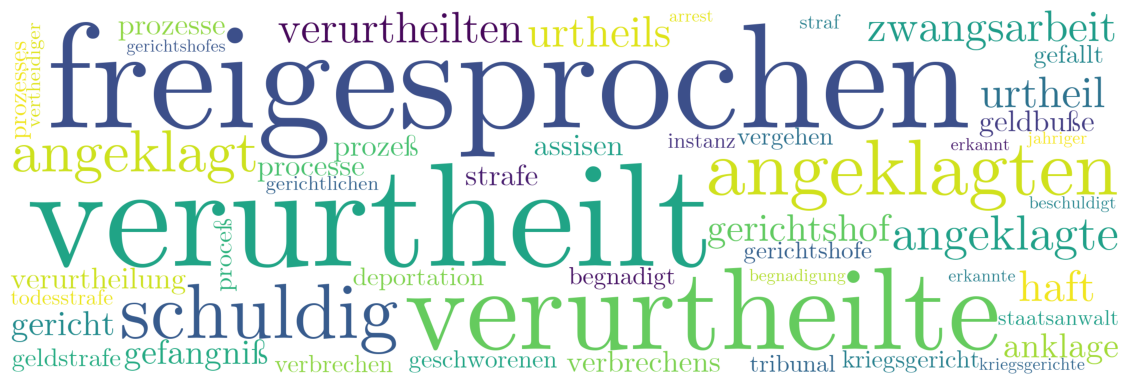 prozesse
verurtheilten
urtheils
arrest
straf
zwangsarbeit
gerichtshofes
gefallt
prozesses
vertheidiger
freigesprochen
urtheil
geldbuße
angeklagt
prozeß
assisen
instanz
vergehen
erkannt
jahriger
processe
gerichtlichen
strafe
angeklagten
beschuldigt
verurtheilt
gerichtshof
angeklagte
proceß
gerichtshofe
verurtheilung
deportation
begnadigt
begnadigung
erkannte
haft
todesstrafe
schuldig
verurtheilte
staatsanwalt
gericht
anklage
geldstrafe
gefangniß
verbrechen
geschworenen
verbrechens
tribunal
kriegsgericht
kriegsgerichte